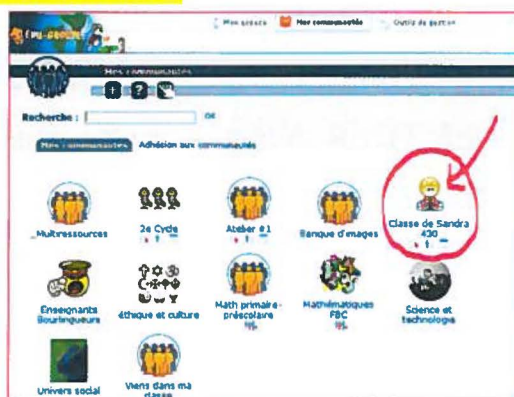 ÉDU-GROUPE
Mes communautés
Outils de gestion
Mes communautés
+ ?
Recherche : OK
Mes communautés Adhésion aux communautés
Multiressources
2e Cycle
Atelier #1
Banque d'images
Classe de Sandra
430
Enseignants
Bourlingueurs
éthique et culture
Math primaire-
préscolaire
Mathématiques
FBC
Science et
technologie
Univers social
Viens dans ma
classe